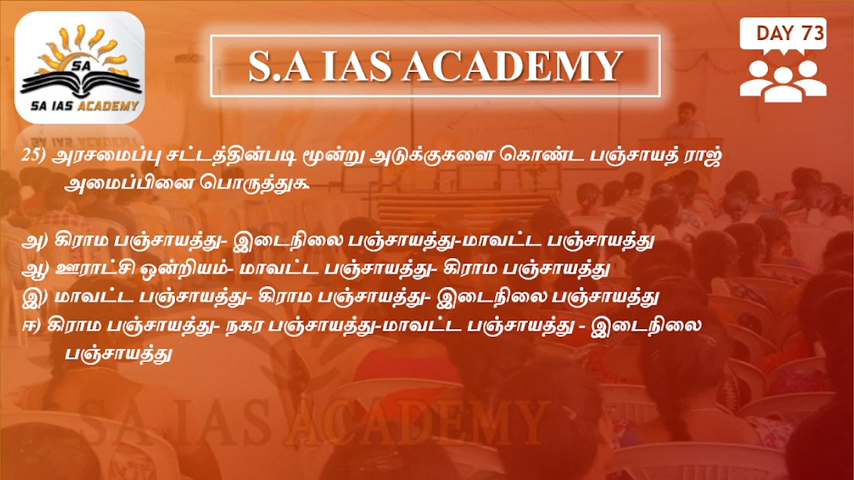 SA
SA IAS ACADEMY
S.A IAS ACADEMY
DAY 73
25) அரசமைப்பு சட்டத்தின்படி மூன்று அடுக்குகளை கொண்ட பஞ்சாயத் ராஜ்
அமைப்பினை பொருத்துக.
அ) கிராம பஞ்சாயத்து- இடைநிலை பஞ்சாயத்து-மாவட்ட பஞ்சாயத்து
ஆ) ஊராட்சி ஒன்றியம்- மாவட்ட பஞ்சாயத்து- கிராம பஞ்சாயத்து
இ) மாவட்ட பஞ்சாயத்து- கிராம பஞ்சாயத்து- இடைநிலை பஞ்சாயத்து
ஈ) கிராம பஞ்சாயத்து- நகர பஞ்சாயத்து-மாவட்ட பஞ்சாயத்து - இடைநிலை
பஞ்சாயத்து
SA IAS ACADEMY